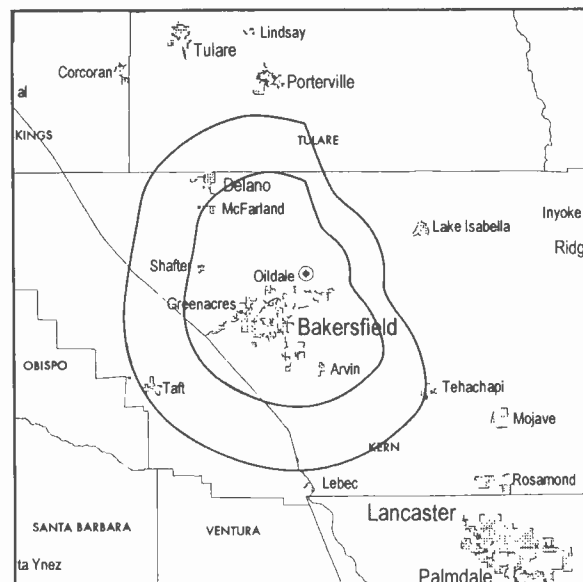 Lindsay
Tulare
Corcoran
Porterville
al
KINGS
TULARE
Delano
McFarland
Lake Isabella
Inyoke
Ridg
Shafter
Oildale
Greenacres
Bakersfield
OBISPO
Arvin
Taft
Tehachapi
Mojave
KERN
Lebec
Rosamond
Lancaster
SANTA BARBARA
VENTURA
ta Ynez
Palmdale